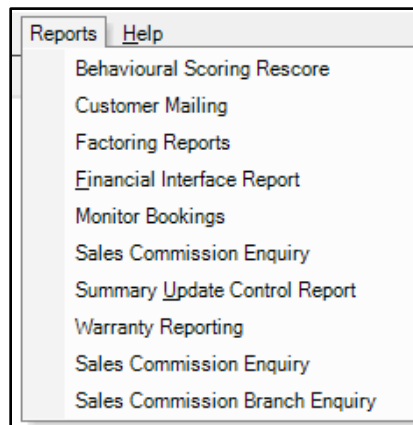 Reports Help
Behavioural Scoring Rescore
Customer Mailing
Factoring Reports
Financial Interface Report
Monitor Bookings
Sales Commission Enquiry
Summary Update Control Report
Warranty Reporting
Sales Commission Enquiry
Sales Commission Branch Enquiry